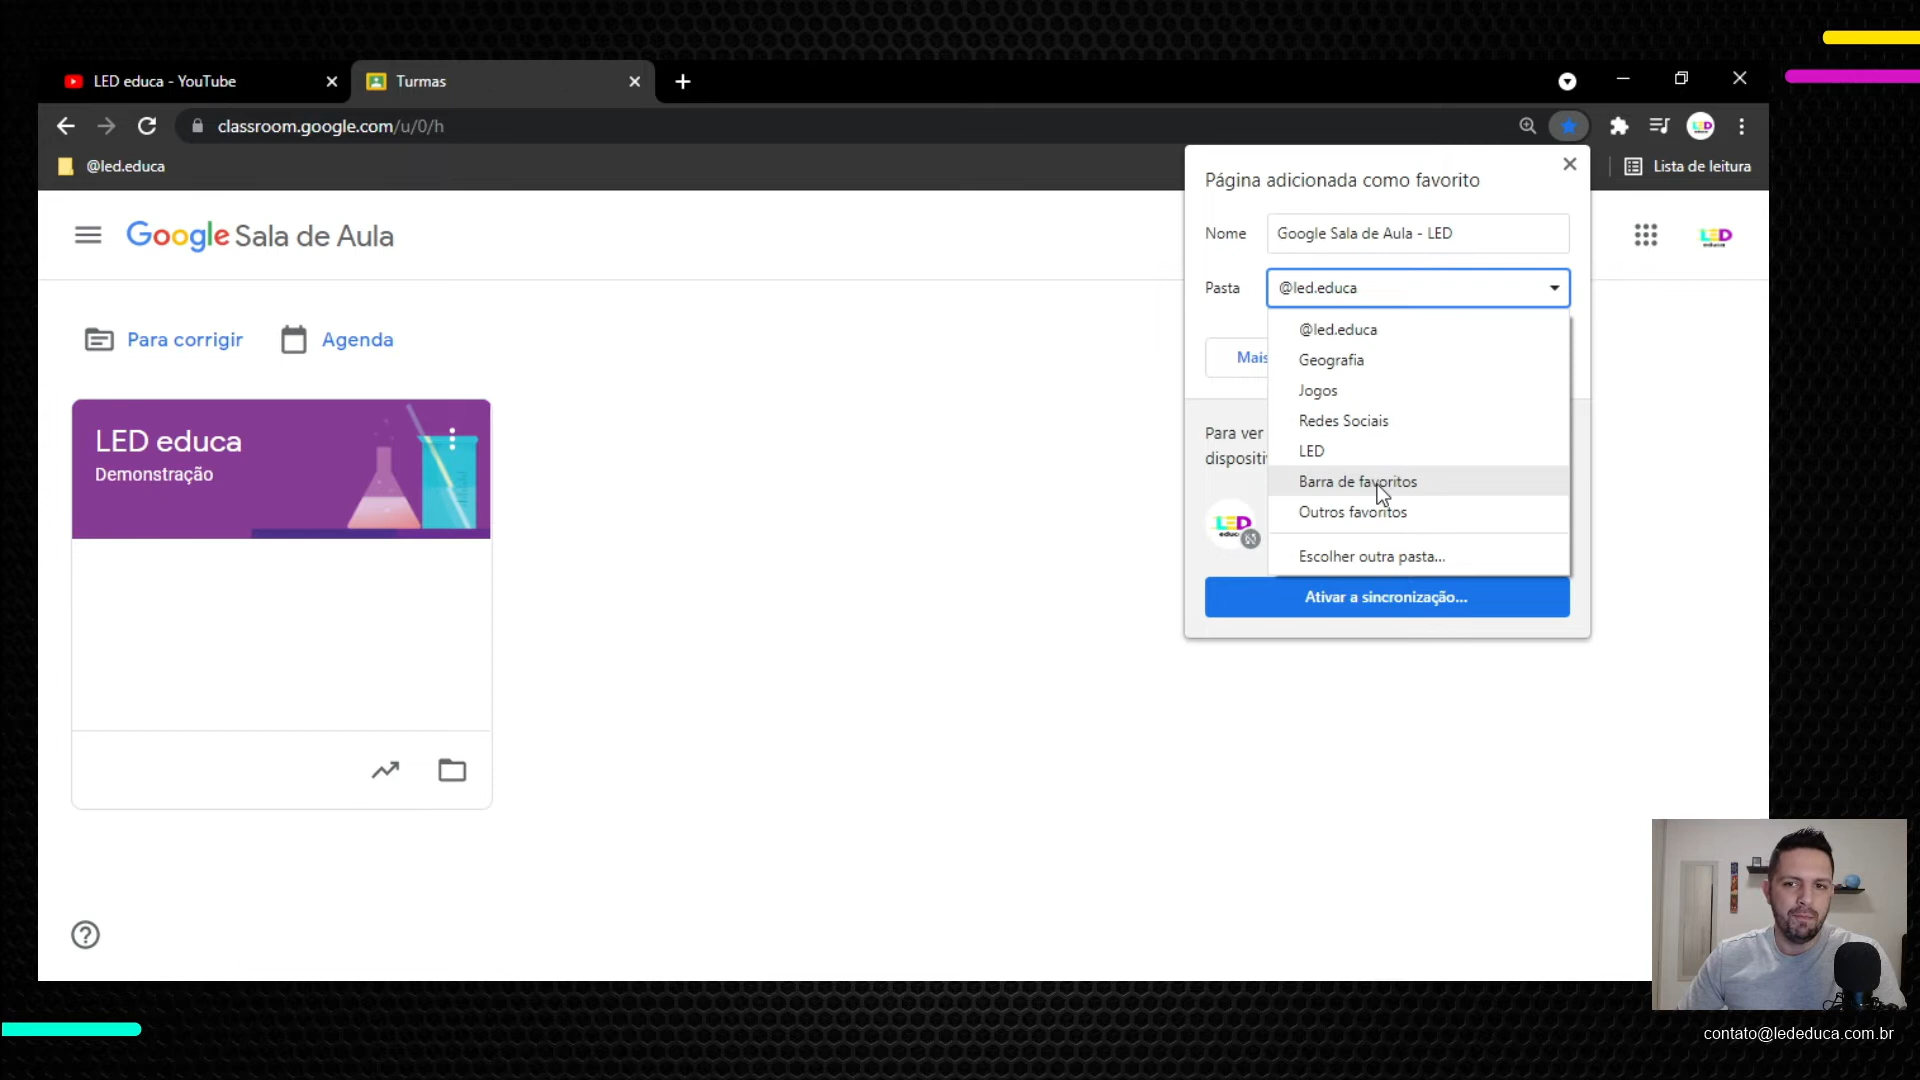 LED educa - YouTube
Turmas
classroom.google.com/u/0/h
@led.educa
Lista de leitura
Google Sala de Aula
LED
Para corrigir
Agenda
LED educa
Demonstração
Página adicionada como favorito
Nome
Google Sala de Aula - LED
Pasta
@led.educa
@led.educa
Geografia
Jogos
Redes Sociais
LED
Barra de favoritos
Outros favoritos
Escolher outra pasta...
Mais
Para ver
dispositi
LED
educ
Ativar a sincronização...
contato@lededuca.com.br